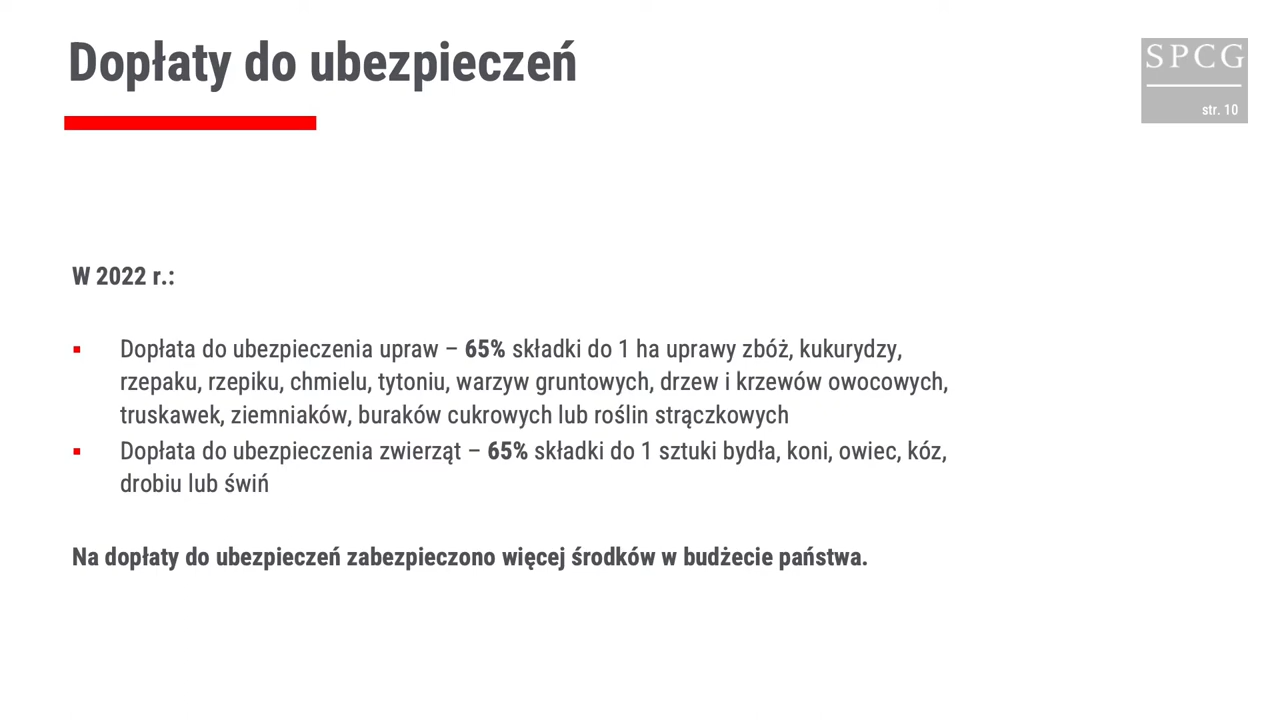 Dopłaty do ubezpieczeń
SPCG
str. 10
W 2022 r.:
▪ Dopłata do ubezpieczenia upraw – 65% składki do 1 ha uprawy zbóż, kukurydzy,
rzepaku, rzepiku, chmielu, tytoniu, warzyw gruntowych, drzew i krzewów owocowych,
truskawek, ziemniaków, buraków cukrowych lub roślin strączkowych
▪ Dopłata do ubezpieczenia zwierząt – 65% składki do 1 sztuki bydła, koni, owiec, kóz,
drobiu lub świń
Na dopłaty do ubezpieczeń zabezpieczono więcej środków w budżecie państwa.